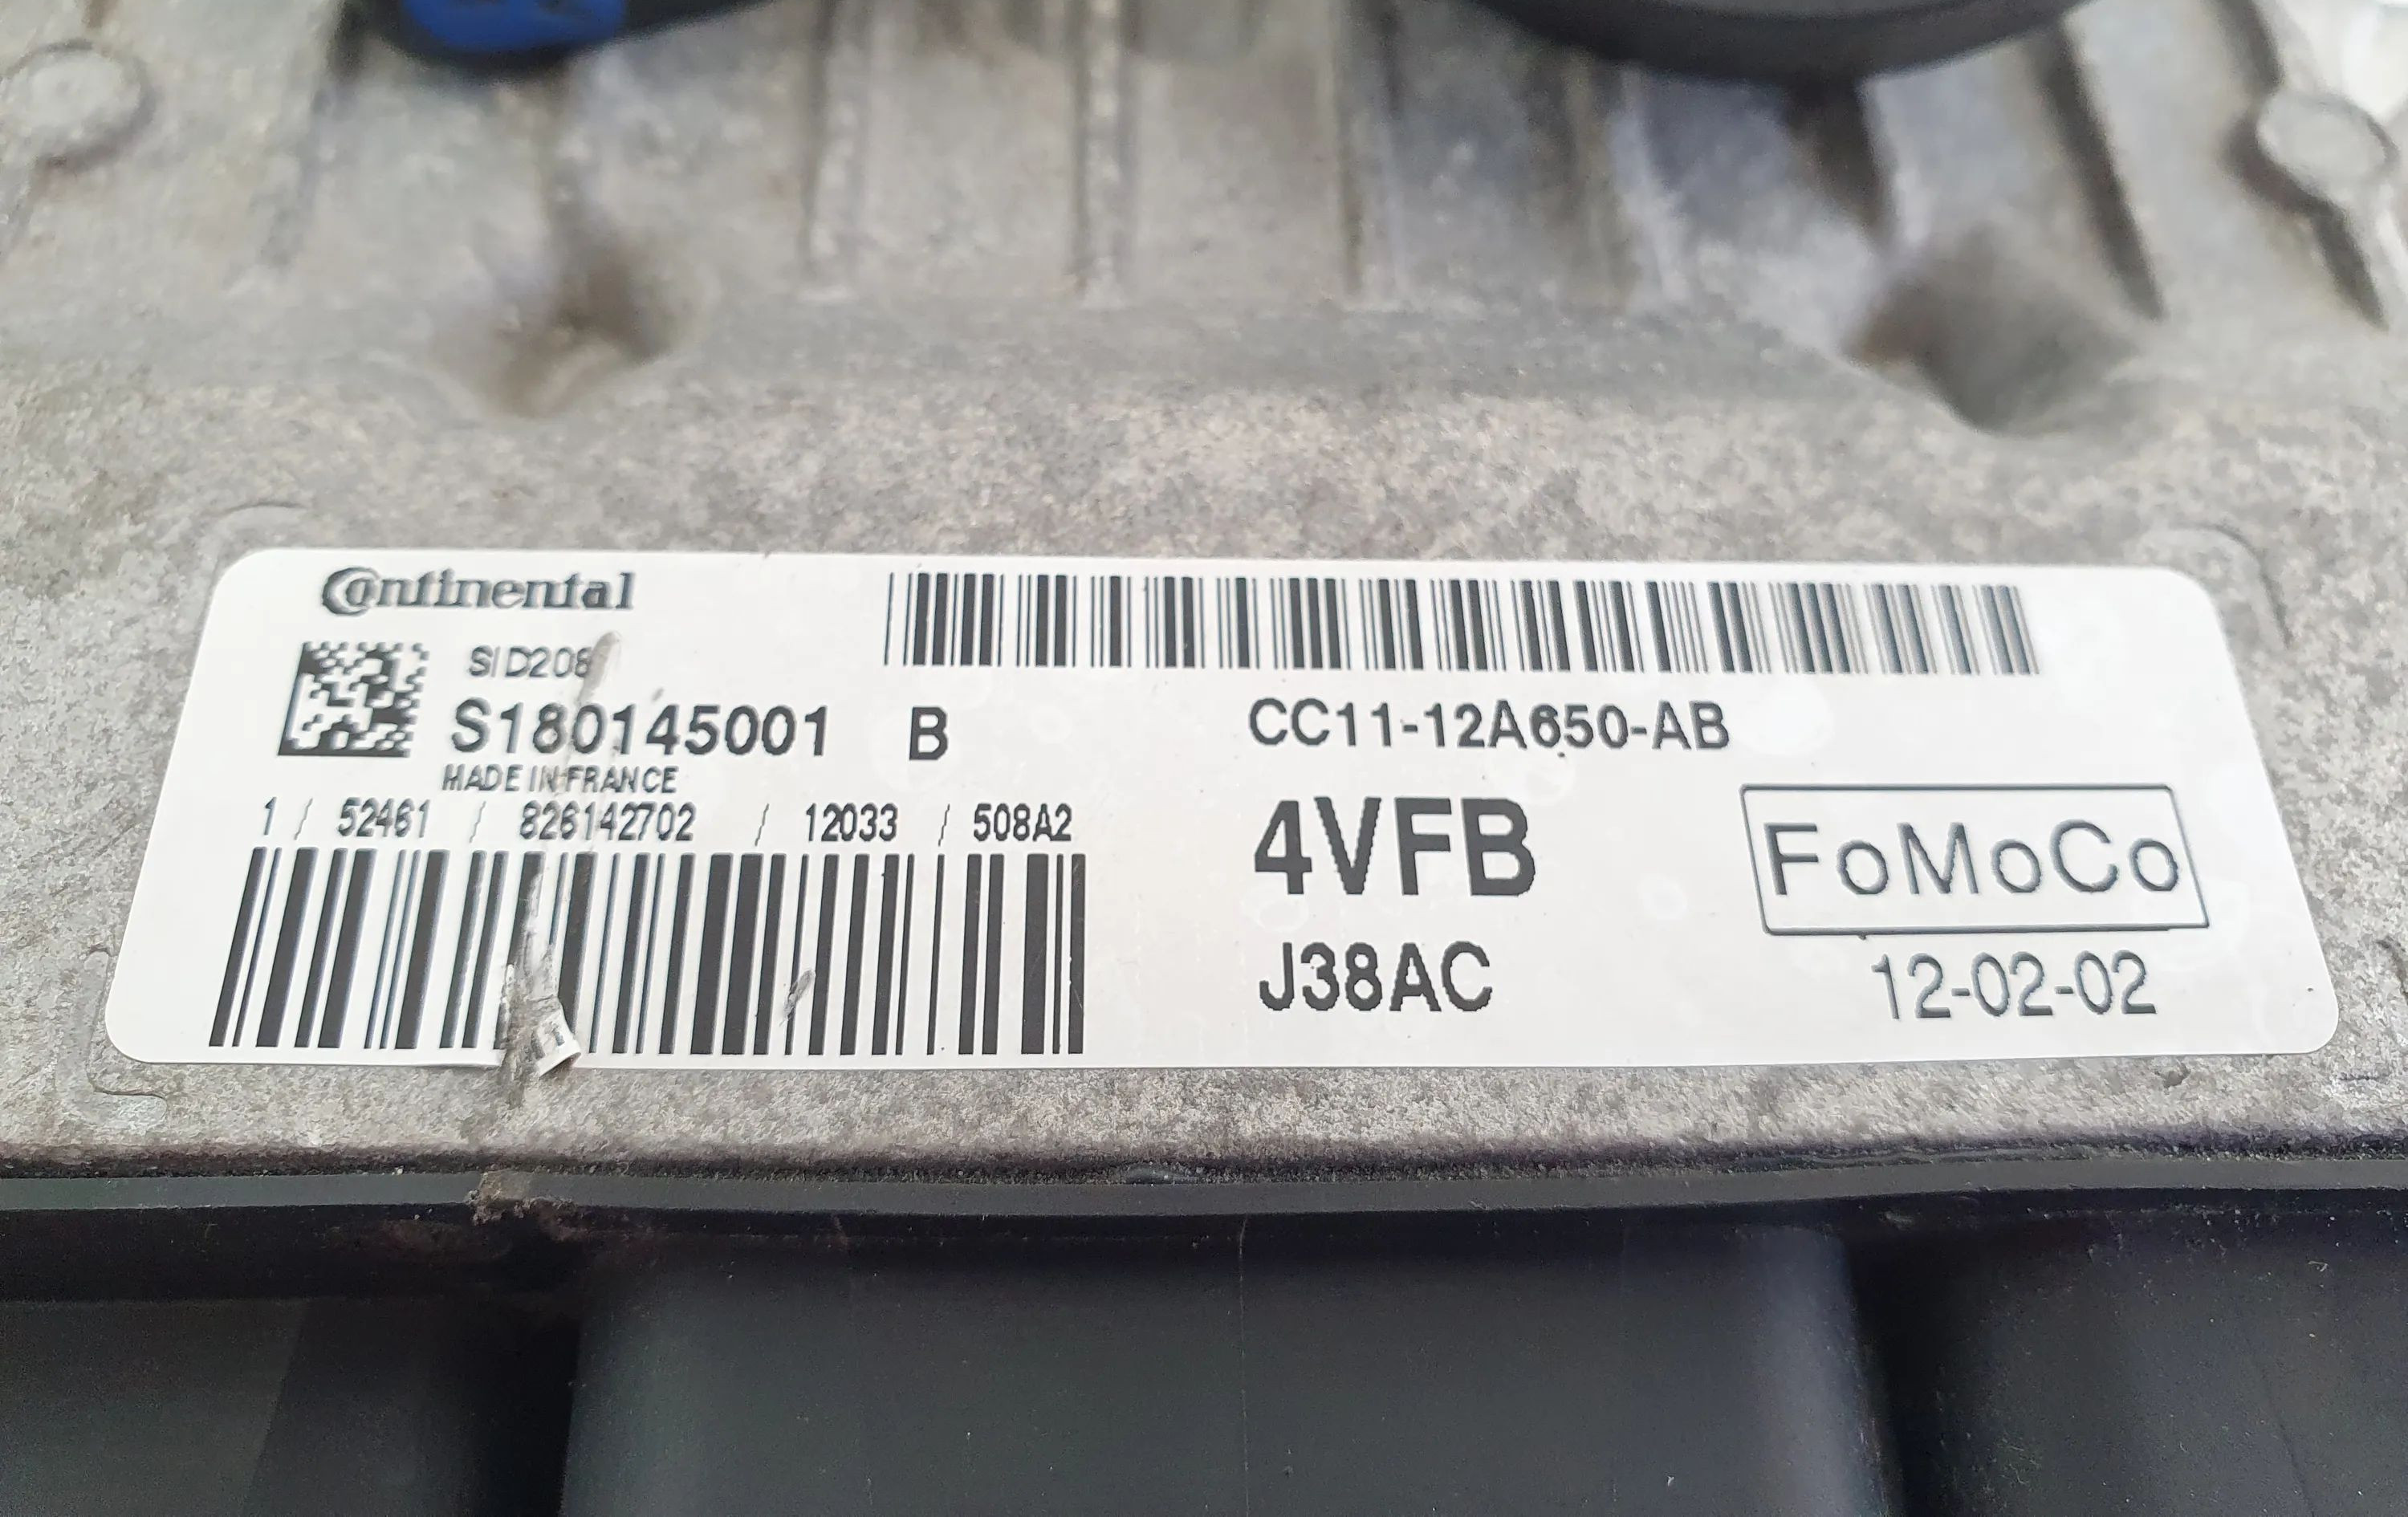 Continental
SID208
S180145001 B
MADE IN FRANCE
1 / 52461 / 826142702 / 12033 / 508A2
CC11-12A650-AB
4VFB
FoMoCo
J38AC
12-02-02